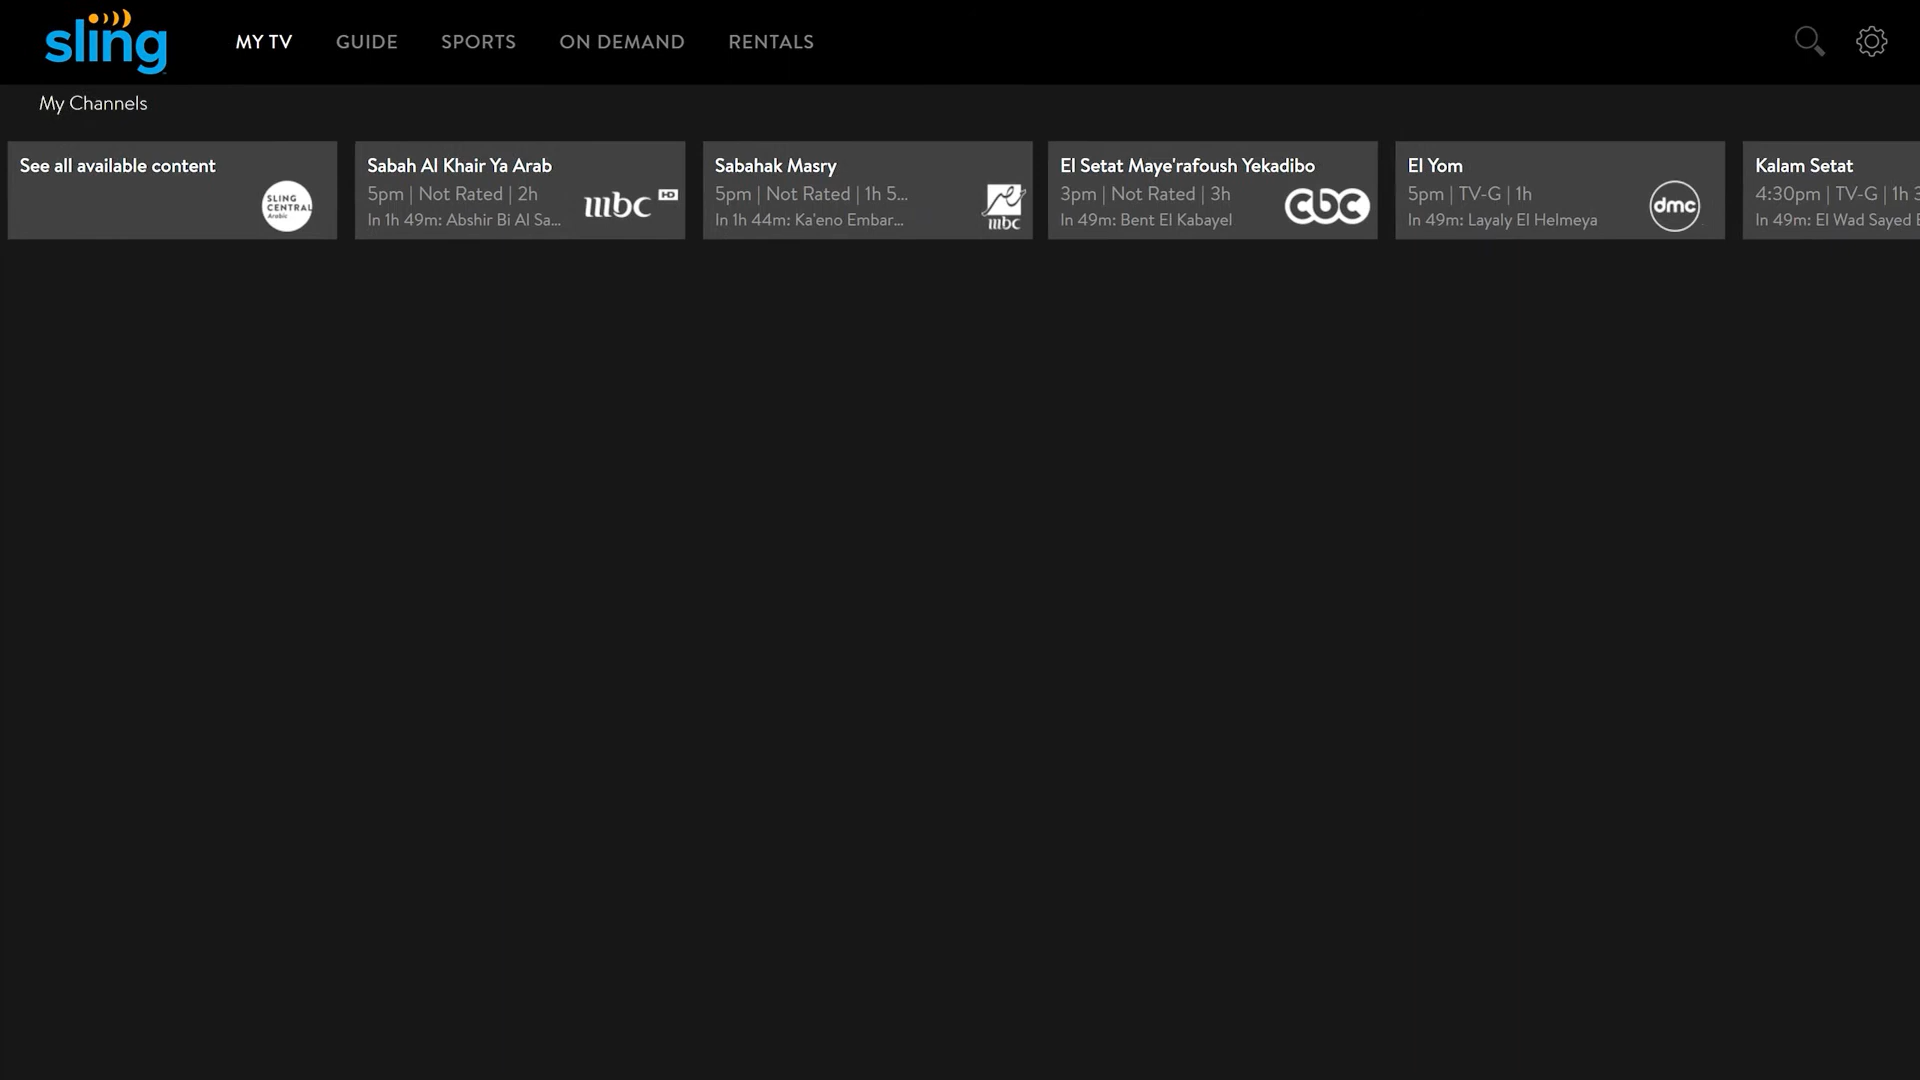 sling
MY TV
GUIDE
SPORTS
ON DEMAND
RENTALS
My Channels
See all available content
SLING
CENTRAL
Arabic
Sabah Al Khair Ya Arab
5pm | Not Rated | 2h
In 1h 49m: Abshir Bi Al Sa...
mbc HD
Sabahak Masry
5pm | Not Rated | 1h 5...
In 1h 44m: Ka'eno Embar...
mbc
El Setat Maye'rafoush Yekadibo
3pm | Not Rated | 3h
In 49m: Bent El Kabayel
cbc
El Yom
5pm | TV-G | 1h
In 49m: Layaly El Helmeya
dmc
Kalam Setat
4:30pm | TV-G | 1h 3
In 49m: El Wad Sayed